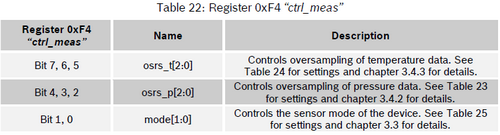 Table 22: Register 0xF4 "ctrl_meas"
Register 0xF4
"ctrl_meas"
Name
Description
Bit 7, 6, 5
osrs_t[2:0]
Controls oversampling of temperature data. See
Table 24 for settings and chapter 3.4.3 for details.
Bit 4, 3, 2
osrs_p[2:0]
Controls oversampling of pressure data. See Table 23
for settings and chapter 3.4.2 for details.
Bit 1, 0
mode[1:0]
Controls the sensor mode of the device. See Table 25
for settings and chapter 3.3 for details.